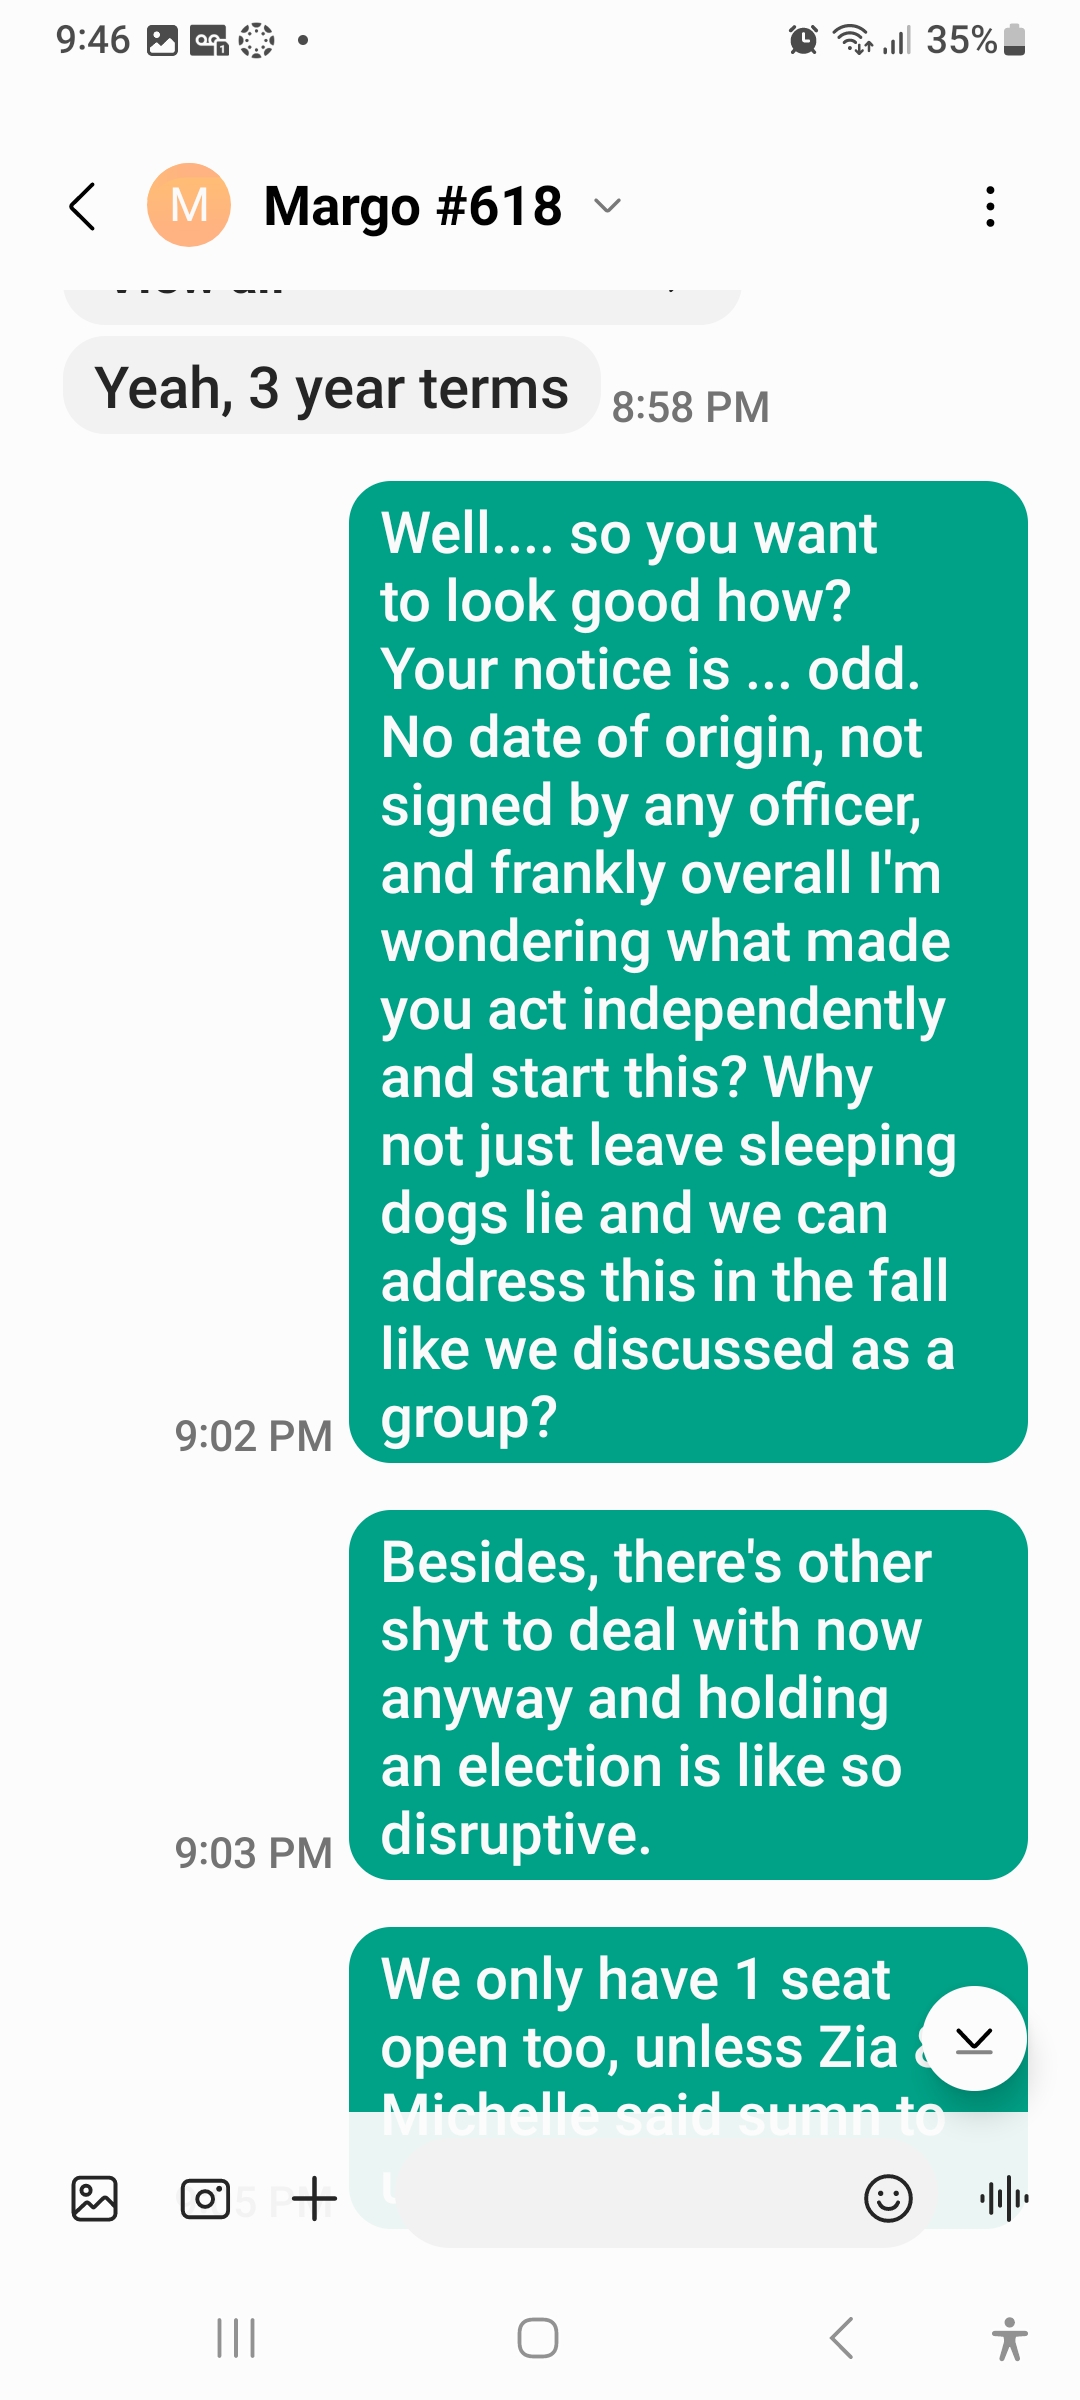 9:46
35%
M
Margo #618
Yeah, 3 year terms
8:58 PM
Well.... so you want
to look good how?
Your notice is ... odd.
No date of origin, not
signed by any officer,
and frankly overall I'm
wondering what made
you act independently
and start this? Why
not just leave sleeping
dogs lie and we can
address this in the fall
like we discussed as a
group?
9:02 PM
Besides, there's other
shyt to deal with now
anyway and holding
an election is like so
disruptive.
9:03 PM
We only have 1 seat
open too, unless Zia &
Michelle said sumn to